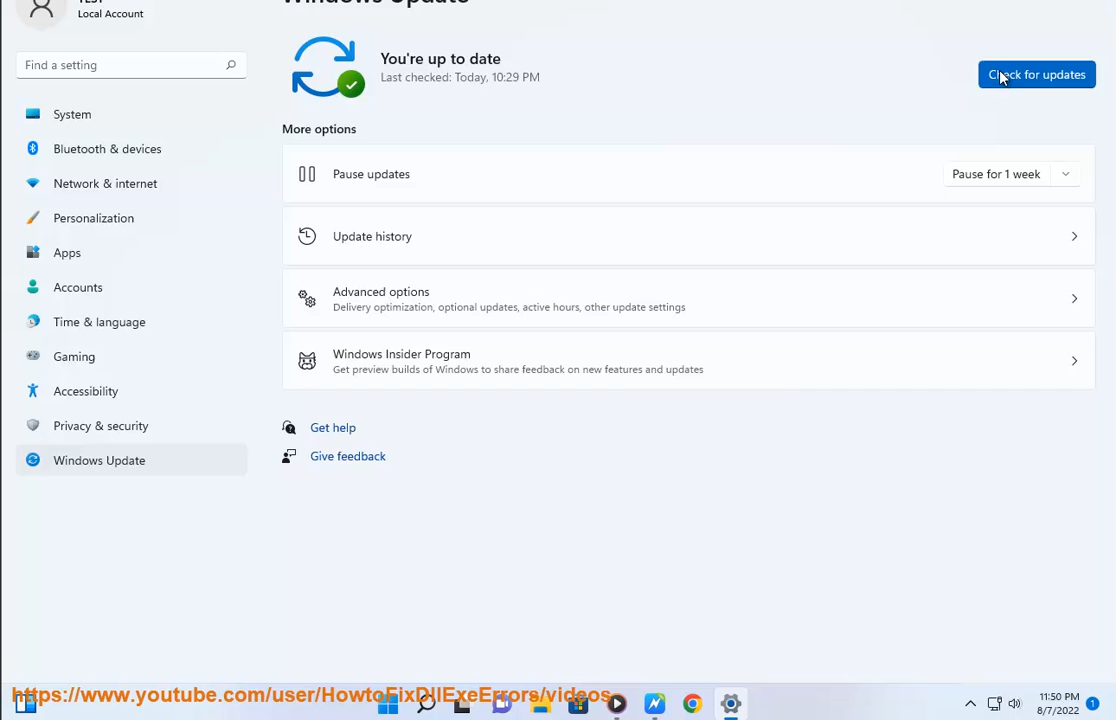 TEST
Local Account
Find a setting
System
Bluetooth & devices
Network & internet
Personalization
Apps
Accounts
Time & language
Gaming
Accessibility
Privacy & security
Windows Update
Windows Update
You're up to date
Last checked: Today, 10:29 PM
Check for updates
More options
Pause updates
Pause for 1 week
Update history
Advanced options
Delivery optimization, optional updates, active hours, other update settings
Windows Insider Program
Get preview builds of Windows to share feedback on new features and updates
Get help
Give feedback
https://www.youtube.com/user/HowtoFixDllExeErrors/videos
11:50 PM
8/7/2022
1